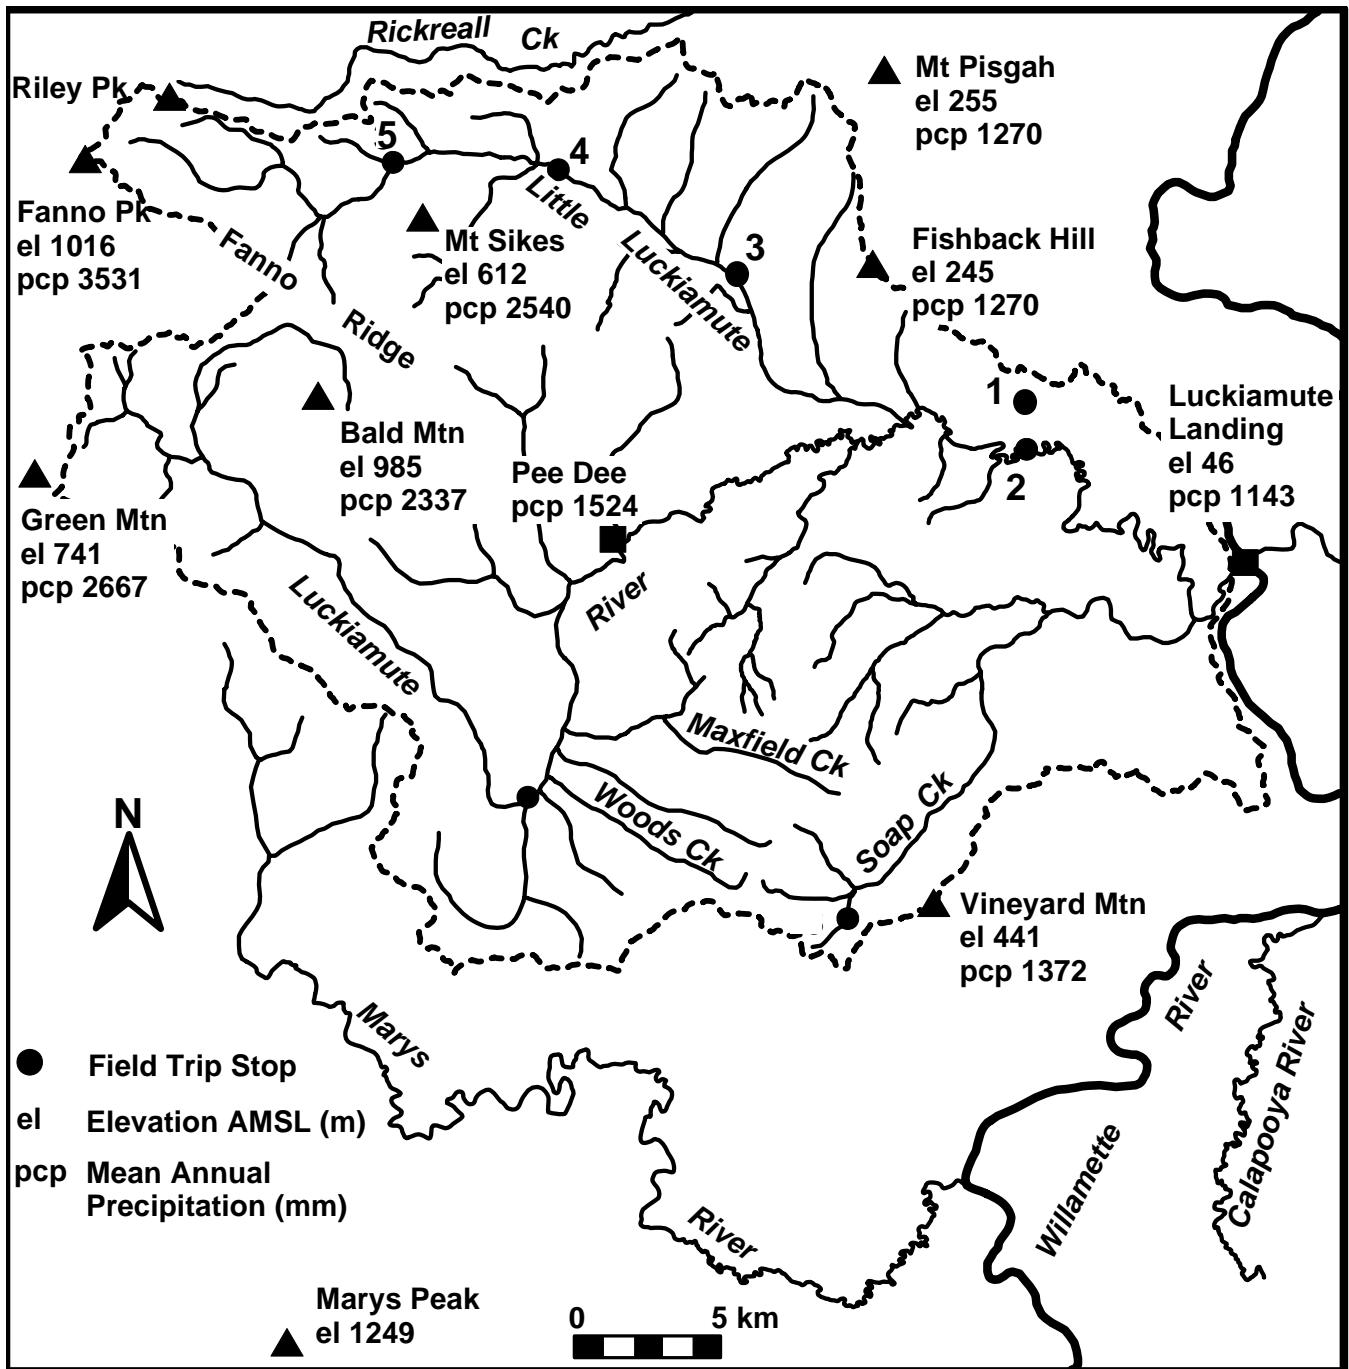 Rickreall Ck
Riley Pk
Mt Pisgah
el 255
pcp 1270
5
4
Fanno Pk
el 1016
pcp 3531
Fanno
Ridge
Mt Sikes
el 612
pcp 2540
Little
Luckiamute
3
Fishback Hill
el 245
pcp 1270
1
2
Luckiamute
Landing
el 46
pcp 1143
Bald Mtn
el 985
pcp 2337
Pee Dee
pcp 1524
Green Mtn
el 741
pcp 2667
Luckiamute
River
Maxfield Ck
Woods Ck
Soap Ck
N
Vineyard Mtn
el 441
pcp 1372
Marys
River
Willamette
River
Calapooya River
Field Trip Stop
el Elevation AMSL (m)
pcp Mean Annual
Precipitation (mm)
Marys Peak
el 1249
0 5 km